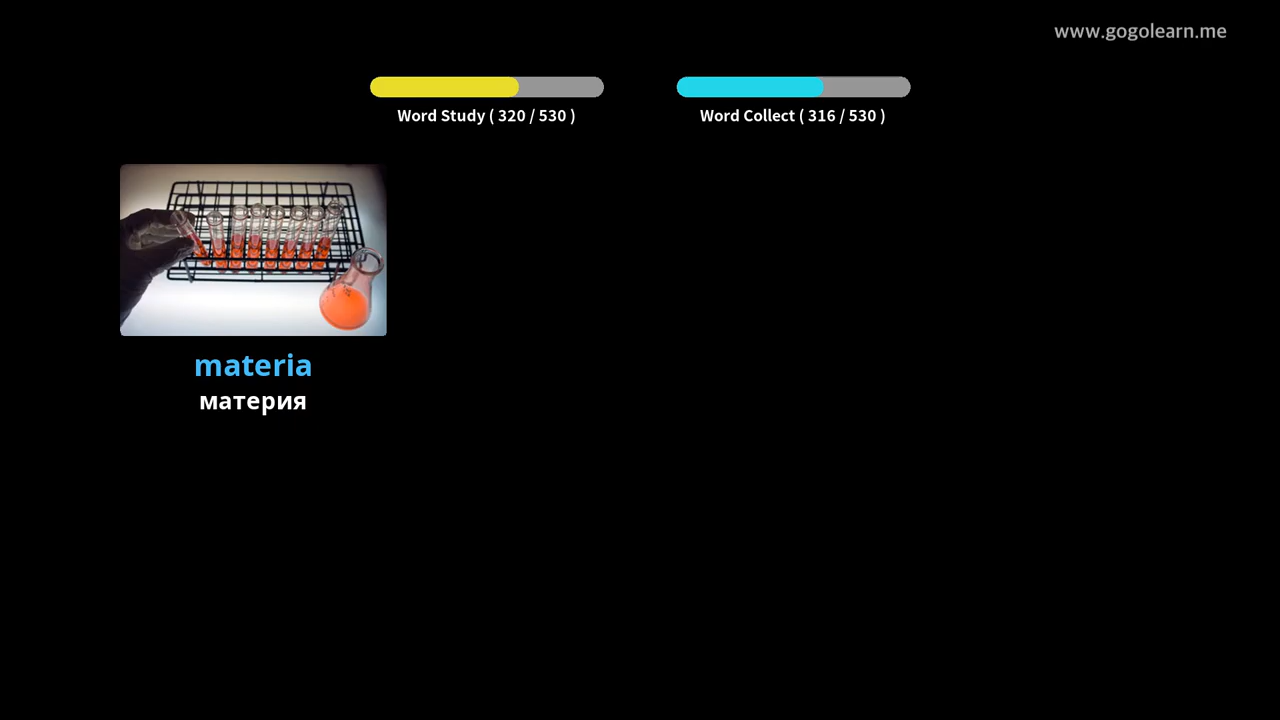 www.gogolearn.me
Word Study ( 320 / 530 )
Word Collect ( 316 / 530 )
materia
материя